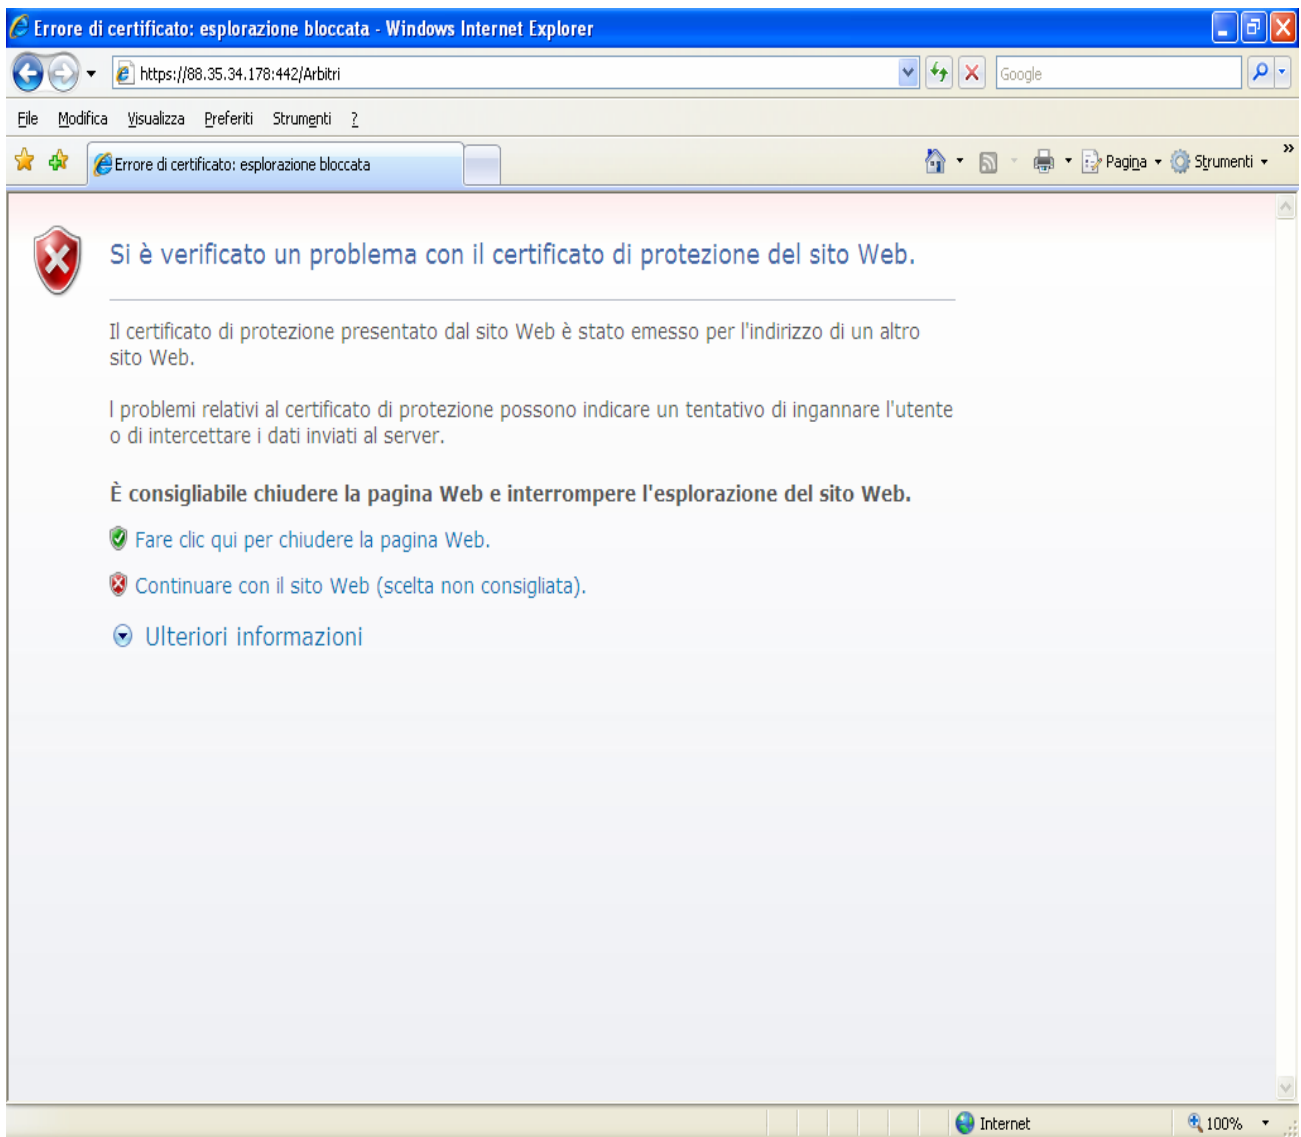 Errore di certificato: esplorazione bloccata - Windows Internet Explorer
https://88.35.34.178:442/Arbitri
Google
File Modifica Visualizza Preferiti Strumenti ?
Errore di certificato: esplorazione bloccata
Pagina
Strumenti
»
Si è verificato un problema con il certificato di protezione del sito Web.
Il certificato di protezione presentato dal sito Web è stato emesso per l'indirizzo di un altro
sito Web.
I problemi relativi al certificato di protezione possono indicare un tentativo di ingannare l'utente
o di intercettare i dati inviati al server.
È consigliabile chiudere la pagina Web e interrompere l'esplorazione del sito Web.
Fare clic qui per chiudere la pagina Web.
Continuare con il sito Web (scelta non consigliata).
Ulteriori informazioni
Internet
100%